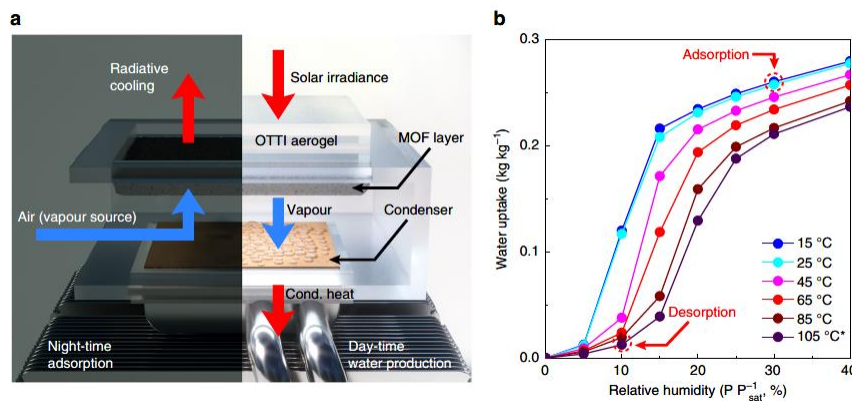 a
Radiative
cooling
Solar irradiance
OTTI aerogel
MOF layer
Air (vapour source)
Vapour
Condenser
Cond. heat
Night-time
adsorption
Day-time
water production
b
Water uptake (kg kg⁻¹)
0.3
0.2
0.1
0.0
Adsorption
Desorption
15 °C
25 °C
45 °C
65 °C
85 °C
105 °C*
0 10 20 30 40
Relative humidity (P P⁻¹sat, %)